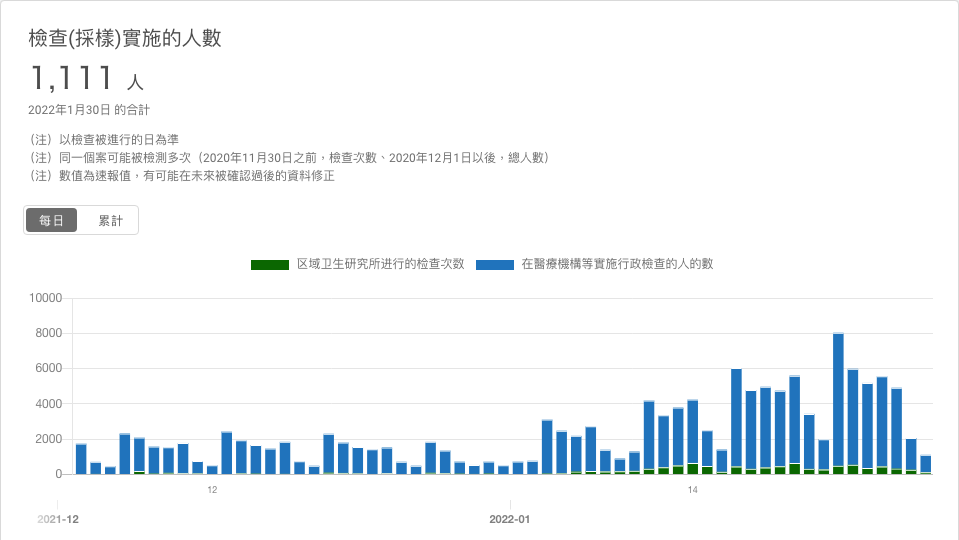 檢查(採樣)實施的人數
1,111 人
2022年1月30日 的合計
（注）以檢查被進行的日為準
（注）同一個案可能被檢測多次（2020年11月30日之前，檢查次數、2020年12月1日以後，總人數）
（注）數值為速報值，有可能在未來被確認過後的資料修正
每日 累計
区域卫生研究所进行的检查次数 在醫療機構等實施行政檢查的人的數
10000
8000
6000
4000
2000
0
12 14
2021-12 2022-01